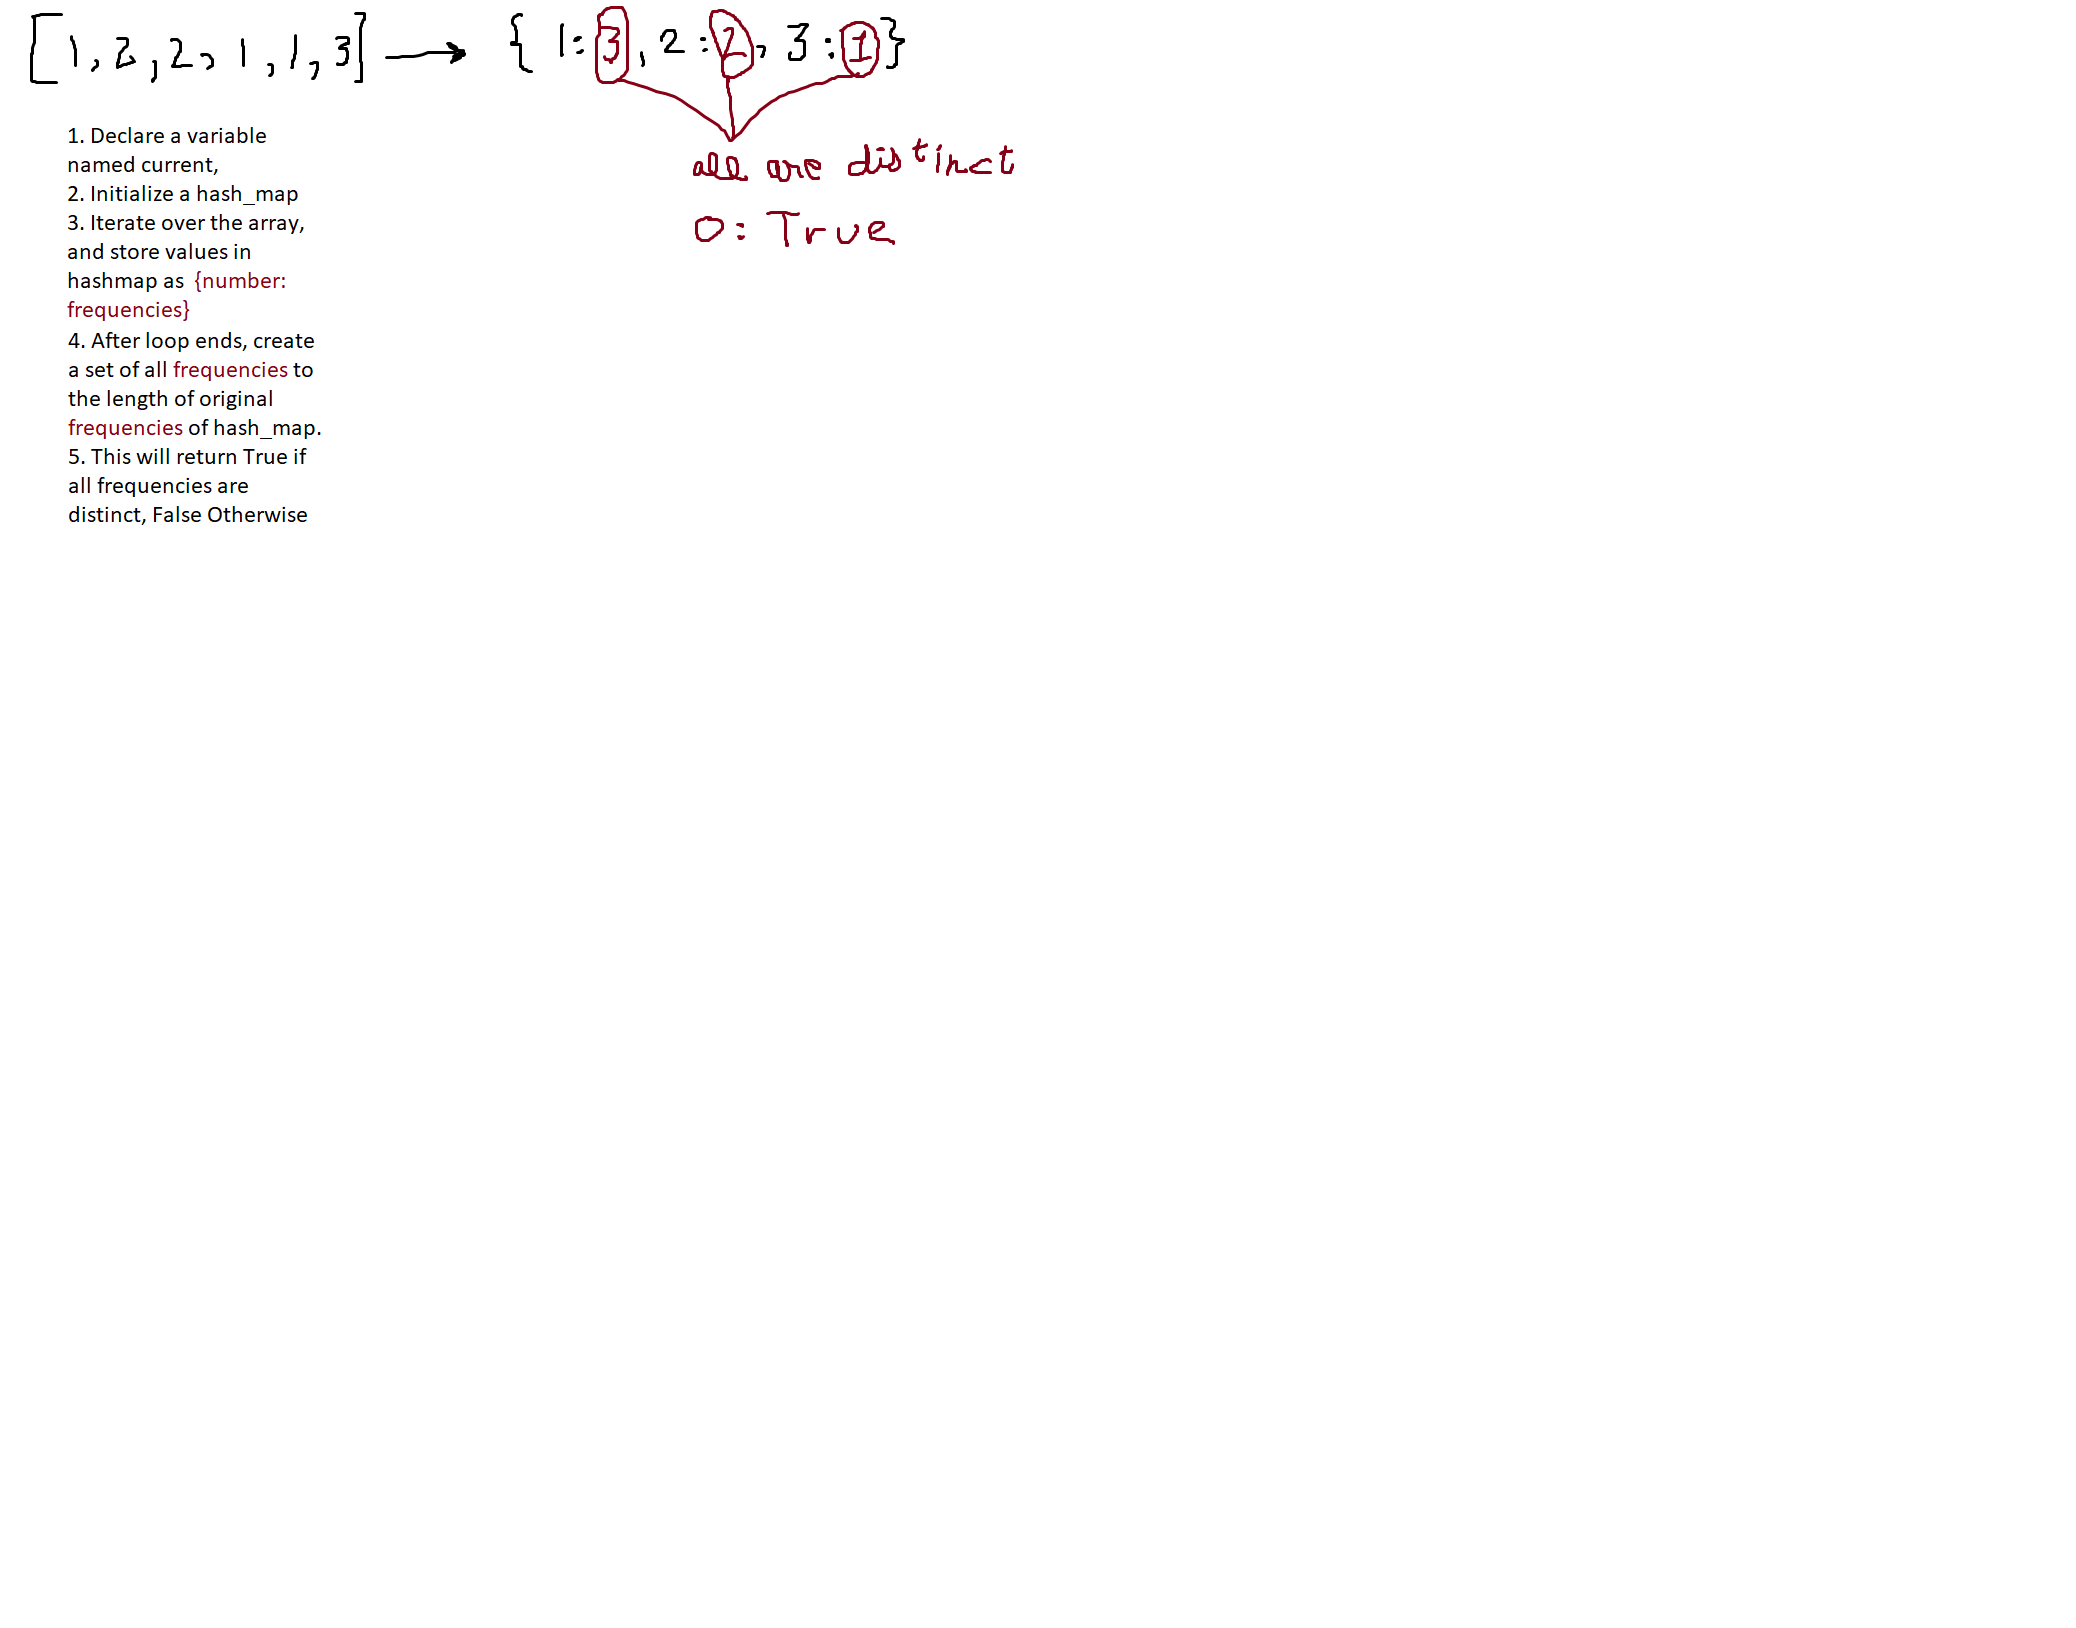 [1, 2, 2, 1, 1, 3] → { 1:3, 2:2, 3:1}
all are distinct
O: True
1. Declare a variable
named current,
2. Initialize a hash_map
3. Iterate over the array,
and store values in
hashmap as {number:
frequencies}
4. After loop ends, create
a set of all frequencies to
the length of original
frequencies of hash_map.
5. This will return True if
all frequencies are
distinct, False Otherwise